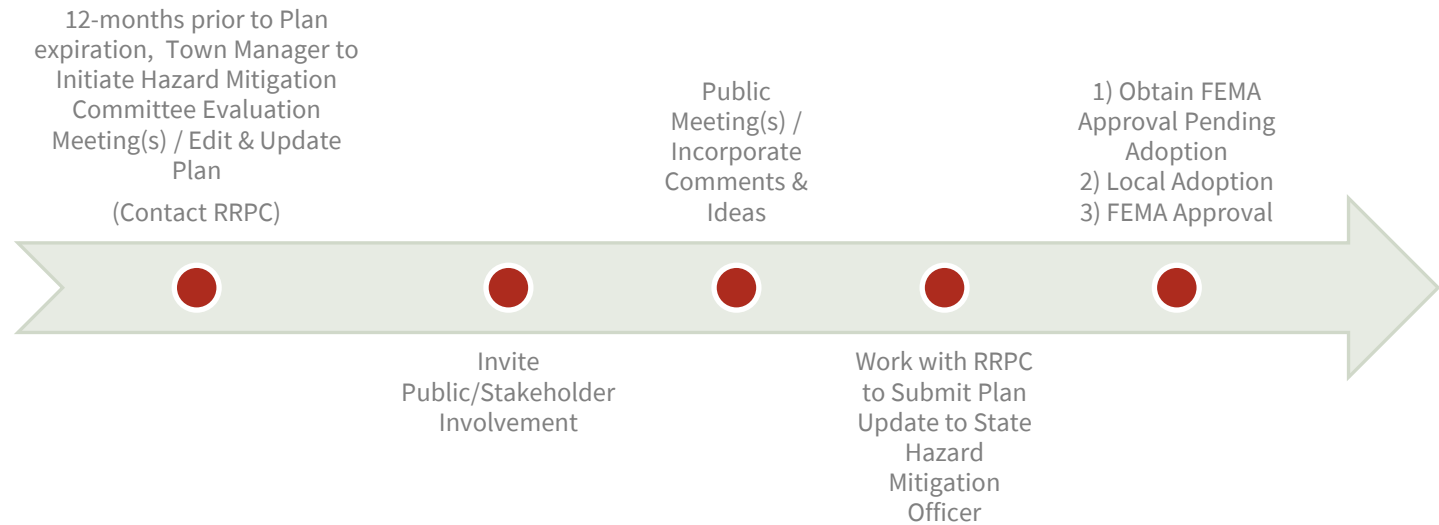 12-months prior to Plan
expiration, Town Manager to
Initiate Hazard Mitigation
Committee Evaluation
Meeting(s) / Edit & Update
Plan
(Contact RRPC)
Invite
Public/Stakeholder
Involvement
Public
Meeting(s) /
Incorporate
Comments &
Ideas
Work with RRPC
to Submit Plan
Update to State
Hazard
Mitigation
Officer
1) Obtain FEMA
Approval Pending
Adoption
2) Local Adoption
3) FEMA Approval